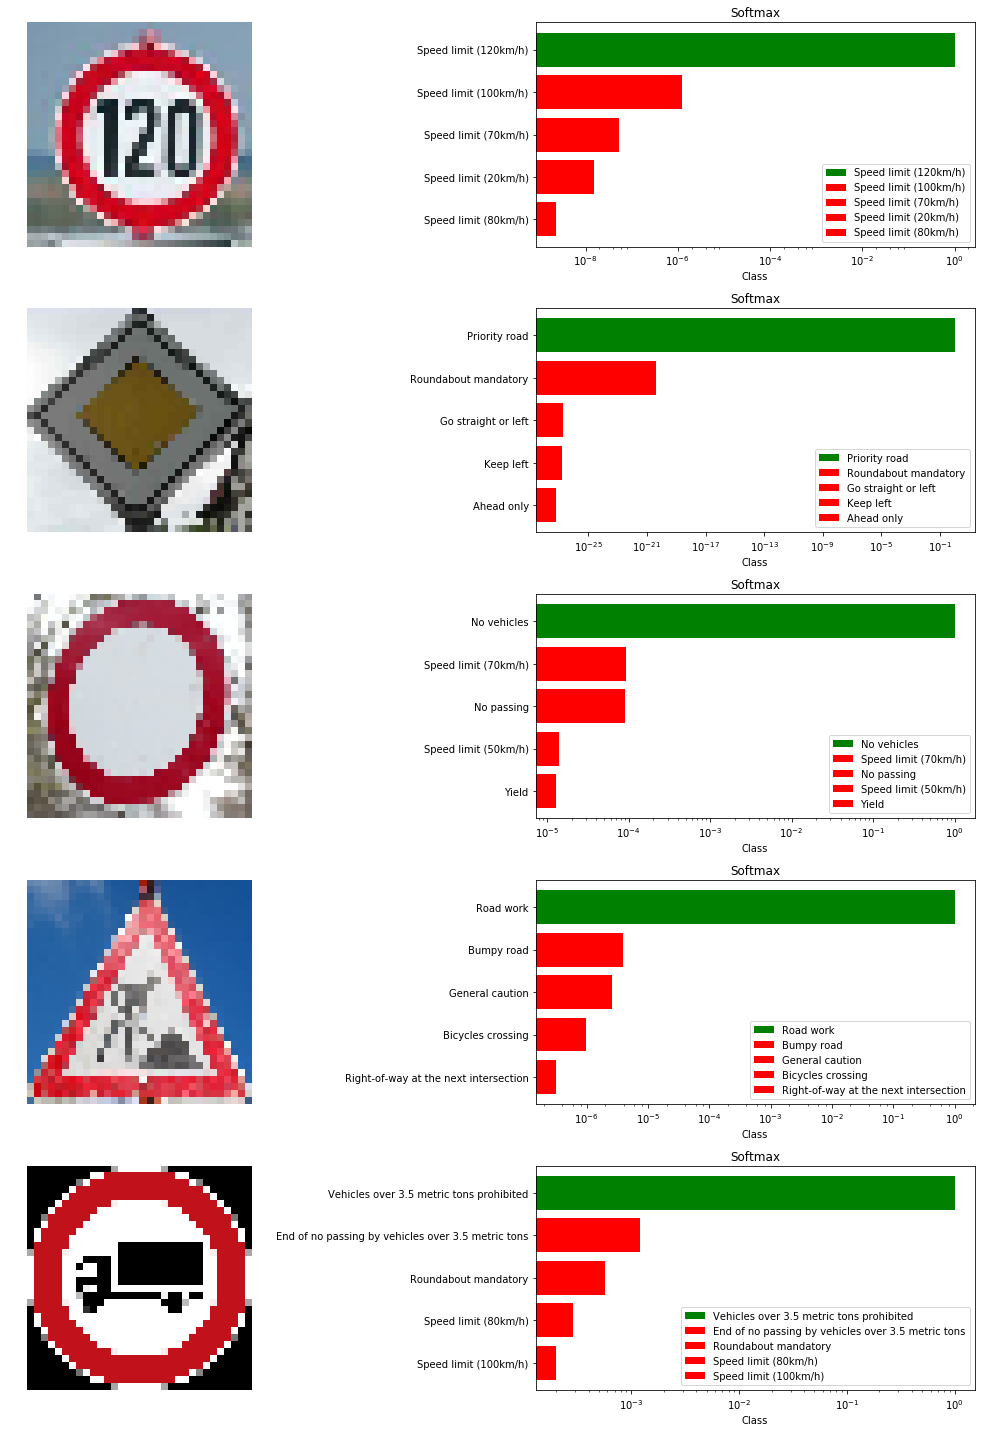 Softmax
120
Speed limit (120km/h)
Speed limit (100km/h)
Speed limit (70km/h)
Speed limit (20km/h)
Speed limit (80km/h)
Speed limit (120km/h)
Speed limit (100km/h)
Speed limit (70km/h)
Speed limit (20km/h)
Speed limit (80km/h)
10⁻⁸ 10⁻⁶ 10⁻⁴ 10⁻² 10⁰
Class
Softmax
Priority road
Roundabout mandatory
Go straight or left
Keep left
Ahead only
Priority road
Roundabout mandatory
Go straight or left
Keep left
Ahead only
10⁻²⁵ 10⁻²¹ 10⁻¹⁷ 10⁻¹³ 10⁻⁹ 10⁻⁵ 10⁻¹
Class
Softmax
No vehicles
Speed limit (70km/h)
No passing
Speed limit (50km/h)
Yield
No vehicles
Speed limit (70km/h)
No passing
Speed limit (50km/h)
Yield
10⁻⁵ 10⁻⁴ 10⁻³ 10⁻² 10⁻¹ 10⁰
Class
Softmax
Road work
Bumpy road
General caution
Bicycles crossing
Right-of-way at the next intersection
Road work
Bumpy road
General caution
Bicycles crossing
Right-of-way at the next intersection
10⁻⁶ 10⁻⁵ 10⁻⁴ 10⁻³ 10⁻² 10⁻¹ 10⁰
Class
Softmax
Vehicles over 3.5 metric tons prohibited
End of no passing by vehicles over 3.5 metric tons
Roundabout mandatory
Speed limit (80km/h)
Speed limit (100km/h)
Vehicles over 3.5 metric tons prohibited
End of no passing by vehicles over 3.5 metric tons
Roundabout mandatory
Speed limit (80km/h)
Speed limit (100km/h)
10⁻³ 10⁻² 10⁻¹ 10⁰
Class